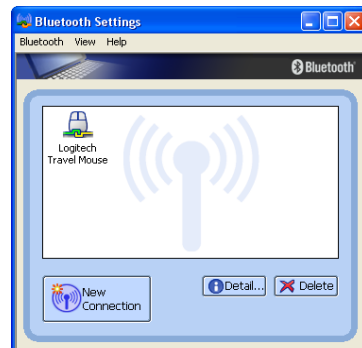 Bluetooth Settings
Bluetooth View Help
Bluetooth
Logitech
Travel Mouse
New
Connection
Detail...
Delete